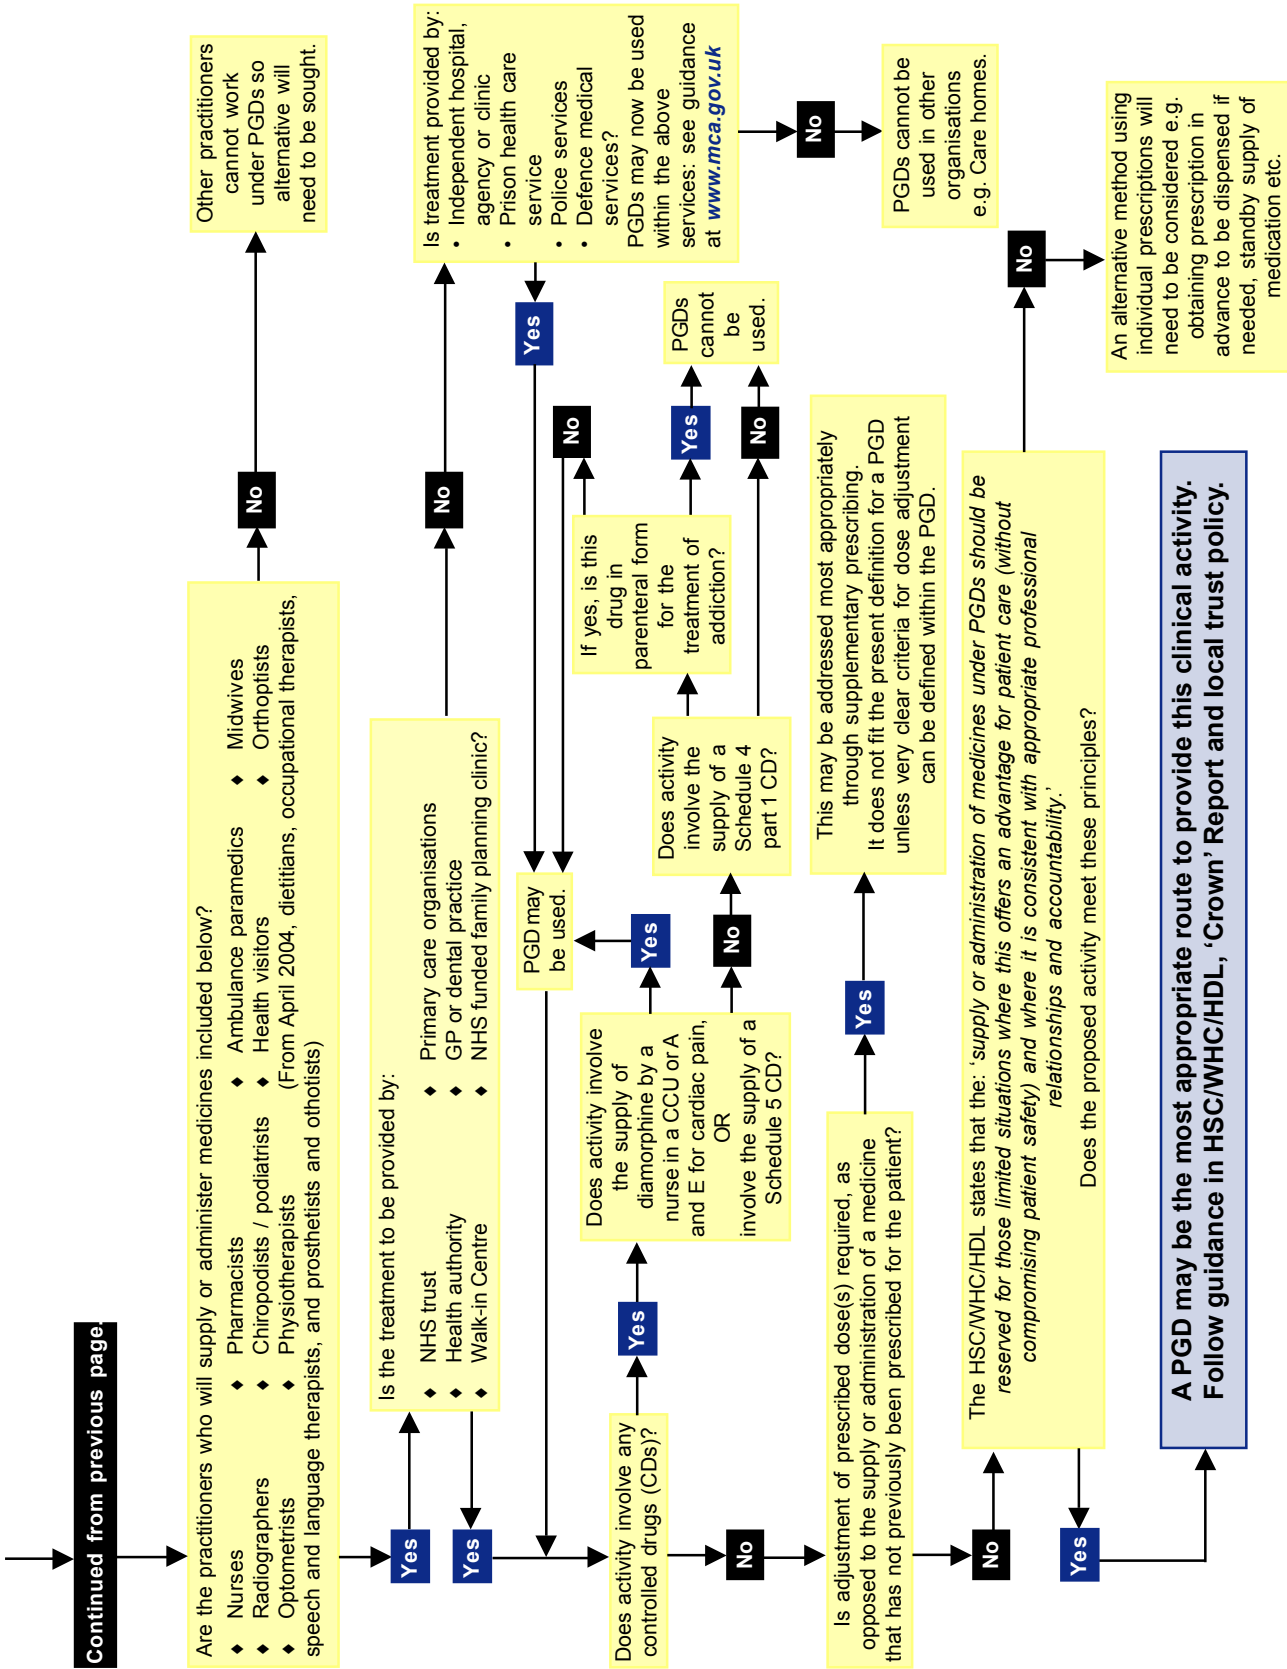 Continued from previous page.
Are the practitioners who will supply or administer medicines included below?
♦ Nurses ♦ Pharmacists ♦ Ambulance paramedics ♦ Midwives
♦ Radiographers ♦ Chiropodists / podiatrists ♦ Health visitors ♦ Orthoptists
♦ Optometrists ♦ Physiotherapists (From April 2004, dietitians, occupational therapists,
speech and language therapists, and prosthetists and othotists)
No
Other practitioners
cannot work
under PGDs so
alternative will
need to be sought.
Yes
Is the treatment to be provided by:
♦ NHS trust ♦ Primary care organisations
♦ Health authority ♦ GP or dental practice
♦ Walk-in Centre ♦ NHS funded family planning clinic?
No
Is treatment provided by:
• Independent hospital,
agency or clinic
• Prison health care
service
• Police services
• Defence medical
services?
PGDs may now be used
within the above
services: see guidance
at www.mca.gov.uk
Yes
No
PGDs cannot be
used in other
organisations
e.g. Care homes.
Yes
PGD may
be used.
Does activity involve any
controlled drugs (CDs)?
Yes
Does activity involve
the supply of
diamorphine by a
nurse in a CCU or A
and E for cardiac pain,
OR
involve the supply of a
Schedule 5 CD?
Yes
No
Does activity
involve the
supply of a
Schedule 4
part 1 CD?
If yes, is this
drug in
parenteral form
for the
treatment of
addiction?
No
Yes
No
PGDs
cannot
be
used.
No
Is adjustment of prescribed dose(s) required, as
opposed to the supply or administration of a medicine
that has not previously been prescribed for the patient?
Yes
This may be addressed most appropriately
through supplementary prescribing.
It does not fit the present definition for a PGD
unless very clear criteria for dose adjustment
can be defined within the PGD.
No
The HSC/WHC/HDL states that the: ‘supply or administration of medicines under PGDs should be
reserved for those limited situations where this offers an advantage for patient care (without
compromising patient safety) and where it is consistent with appropriate professional
relationships and accountability.’
Does the proposed activity meet these principles?
No
An alternative method using
individual prescriptions will
need to be considered e.g.
obtaining prescription in
advance to be dispensed if
needed, standby supply of
medication etc.
Yes
A PGD may be the most appropriate route to provide this clinical activity.
Follow guidance in HSC/WHC/HDL, ‘Crown’ Report and local trust policy.